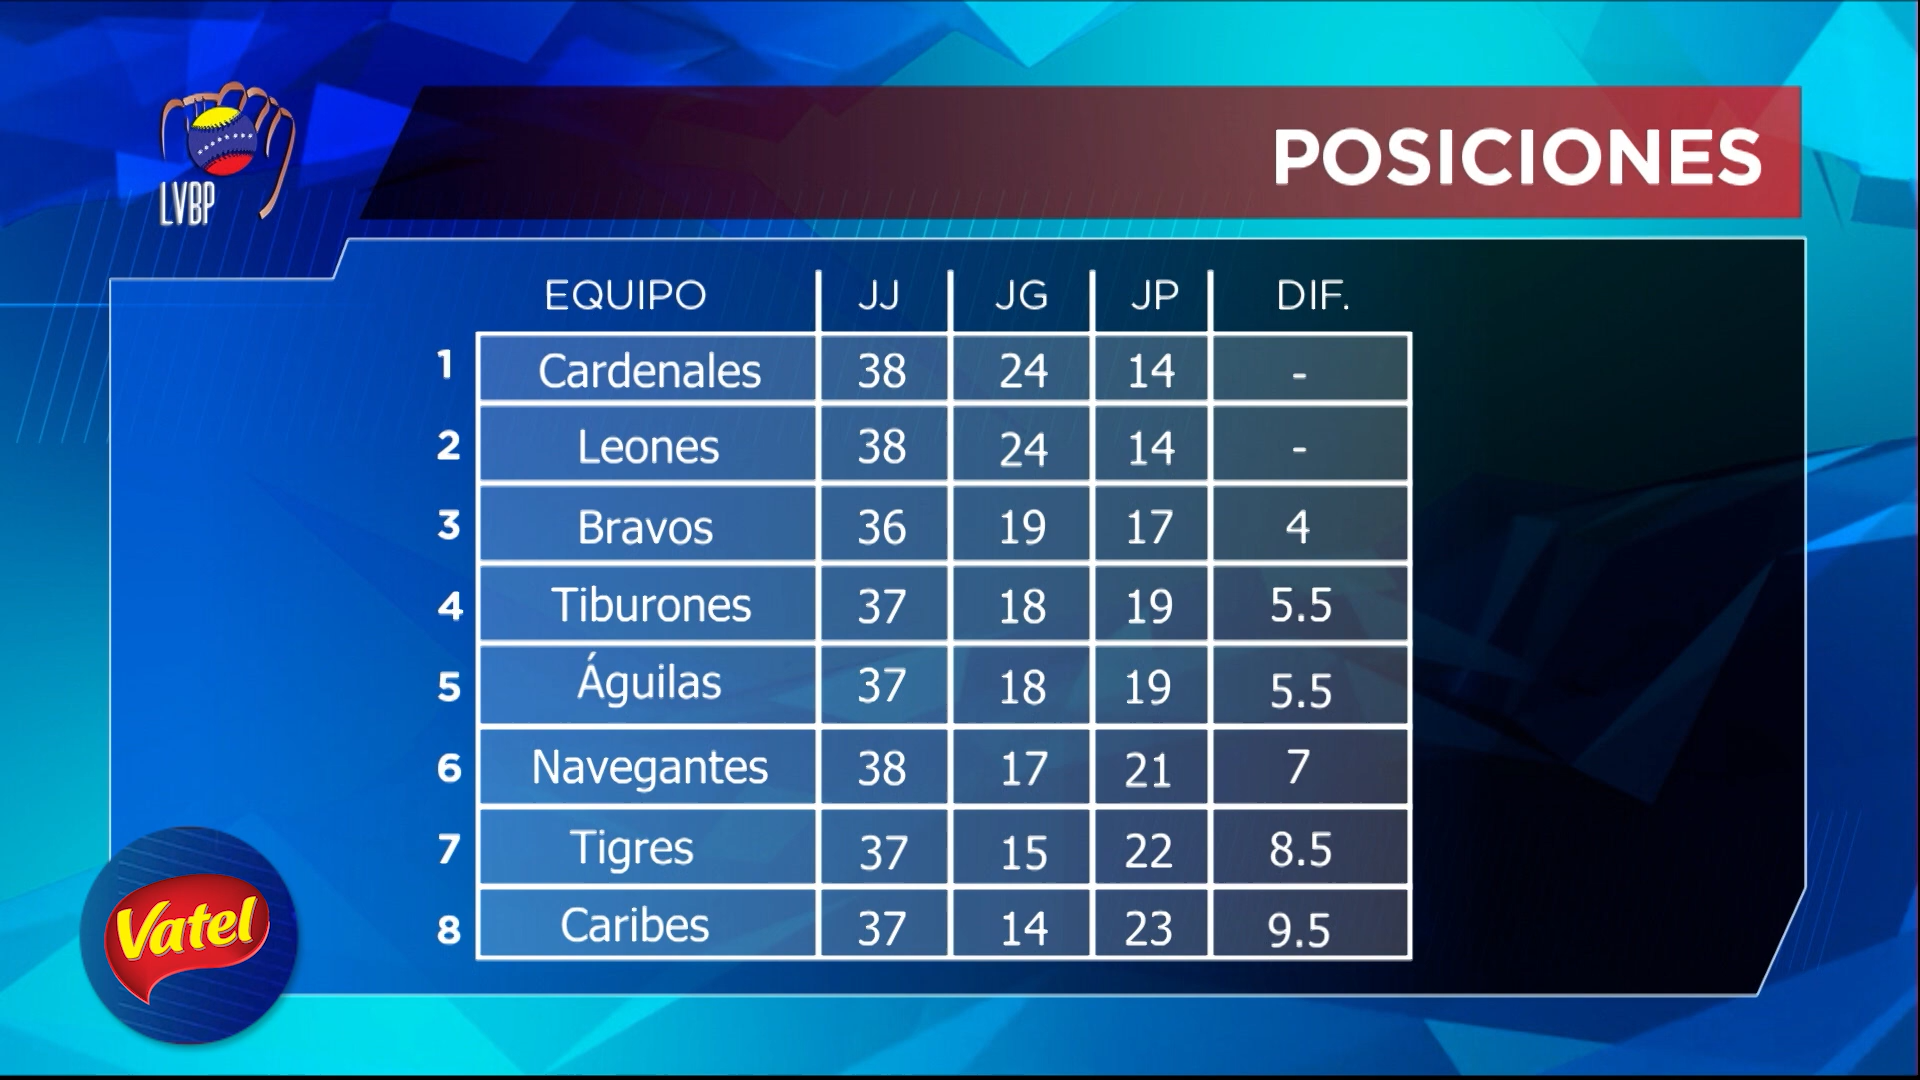 LVBP
POSICIONES
EQUIPO JJ JG JP DIF.
1 Cardenales 38 24 14 -
2 Leones 38 24 14 -
3 Bravos 36 19 17 4
4 Tiburones 37 18 19 5.5
5 Águilas 37 18 19 5.5
6 Navegantes 38 17 21 7
7 Tigres 37 15 22 8.5
8 Caribes 37 14 23 9.5
Vatel